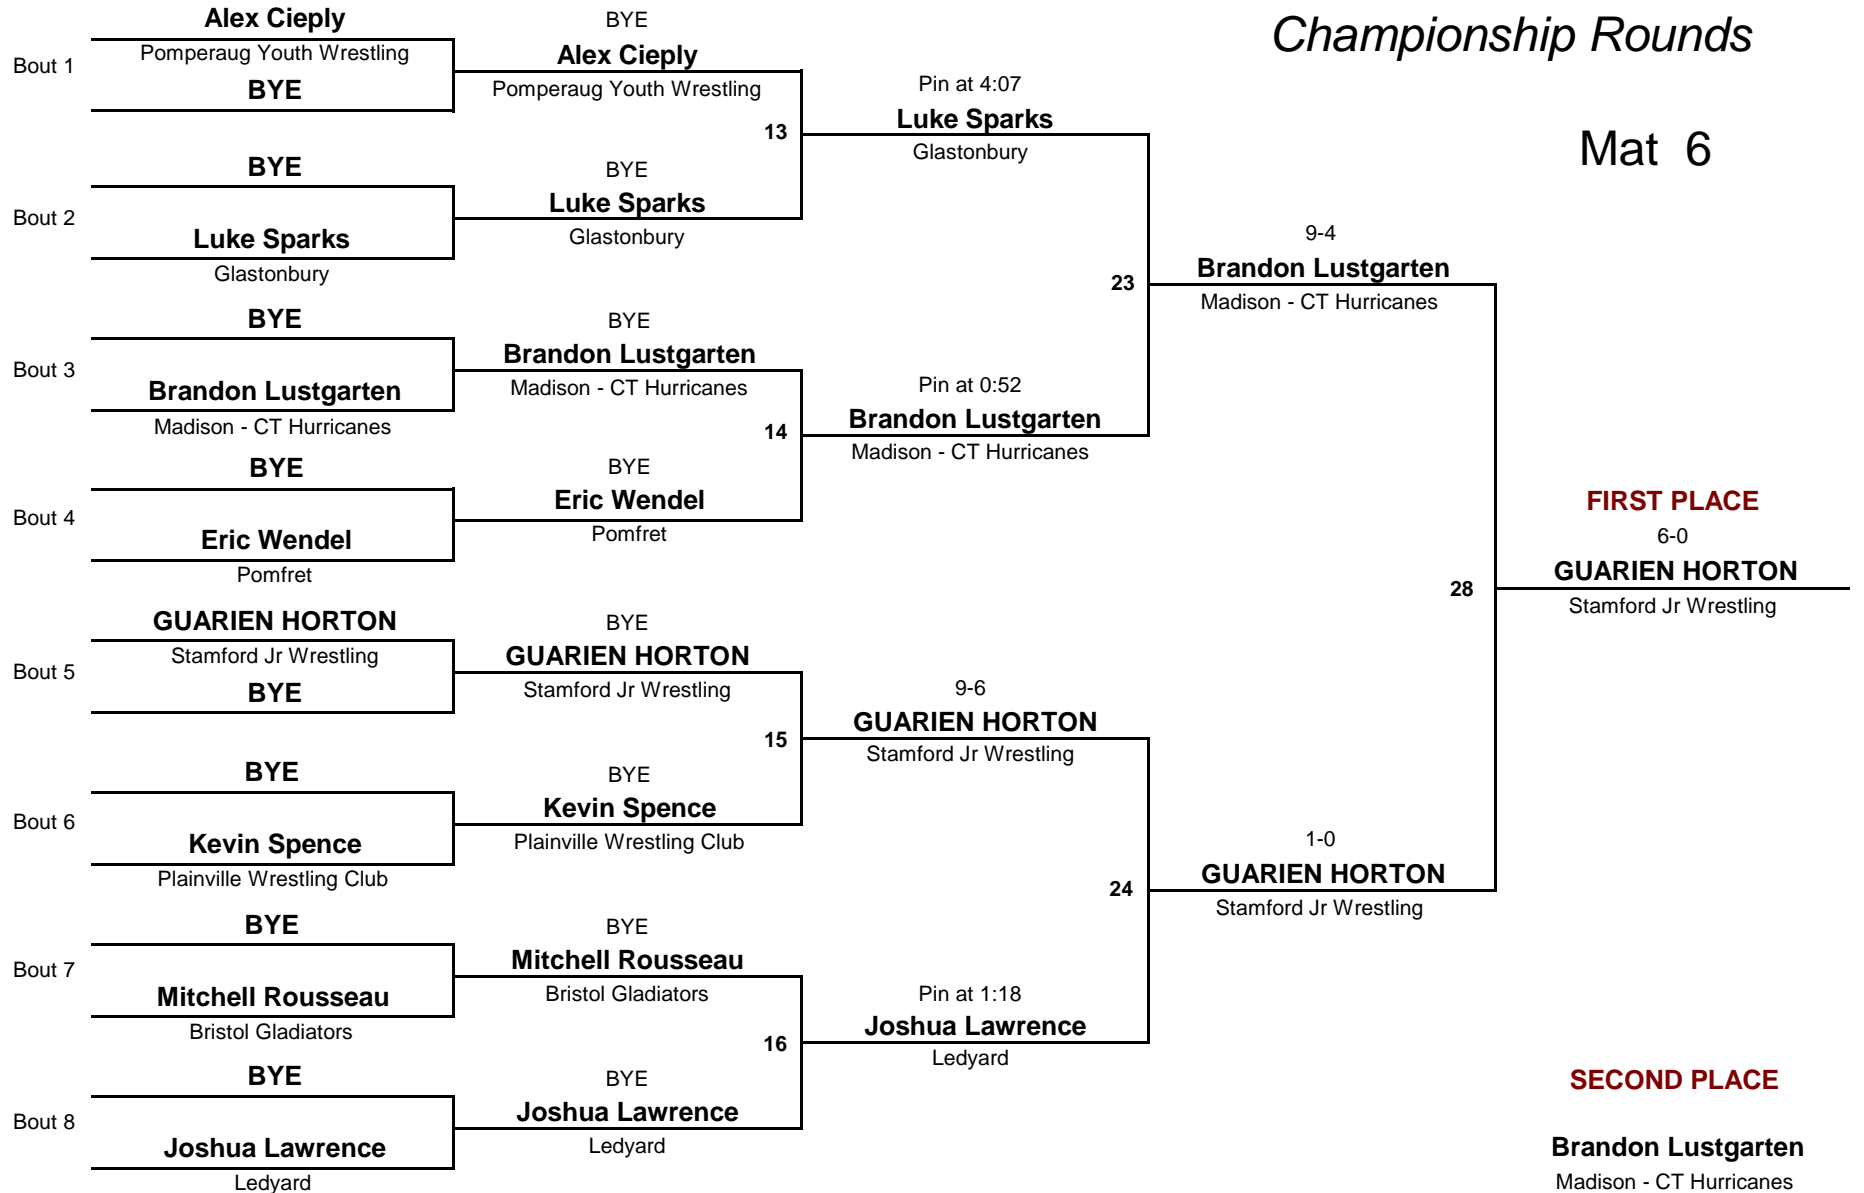 Championship Rounds
Mat 6
Bout 1
Alex Cieply
Pomperaug Youth Wrestling
BYE
Bout 2
BYE
Luke Sparks
Glastonbury
Bout 3
BYE
Brandon Lustgarten
Madison - CT Hurricanes
Bout 4
BYE
Eric Wendel
Pomfret
Bout 5
GUARIEN HORTON
Stamford Jr Wrestling
BYE
Bout 6
BYE
Kevin Spence
Plainville Wrestling Club
Bout 7
BYE
Mitchell Rousseau
Bristol Gladiators
Bout 8
BYE
Joshua Lawrence
Ledyard
BYE
Alex Cieply
Pomperaug Youth Wrestling
13
BYE
Luke Sparks
Glastonbury
BYE
Brandon Lustgarten
Madison - CT Hurricanes
14
BYE
Eric Wendel
Pomfret
BYE
GUARIEN HORTON
Stamford Jr Wrestling
15
BYE
Kevin Spence
Plainville Wrestling Club
BYE
Mitchell Rousseau
Bristol Gladiators
16
BYE
Joshua Lawrence
Ledyard
Pin at 4:07
Luke Sparks
Glastonbury
23
Pin at 0:52
Brandon Lustgarten
Madison - CT Hurricanes
9-6
GUARIEN HORTON
Stamford Jr Wrestling
24
Pin at 1:18
Joshua Lawrence
Ledyard
9-4
Brandon Lustgarten
Madison - CT Hurricanes
28
1-0
GUARIEN HORTON
Stamford Jr Wrestling
FIRST PLACE
6-0
GUARIEN HORTON
Stamford Jr Wrestling
SECOND PLACE
Brandon Lustgarten
Madison - CT Hurricanes